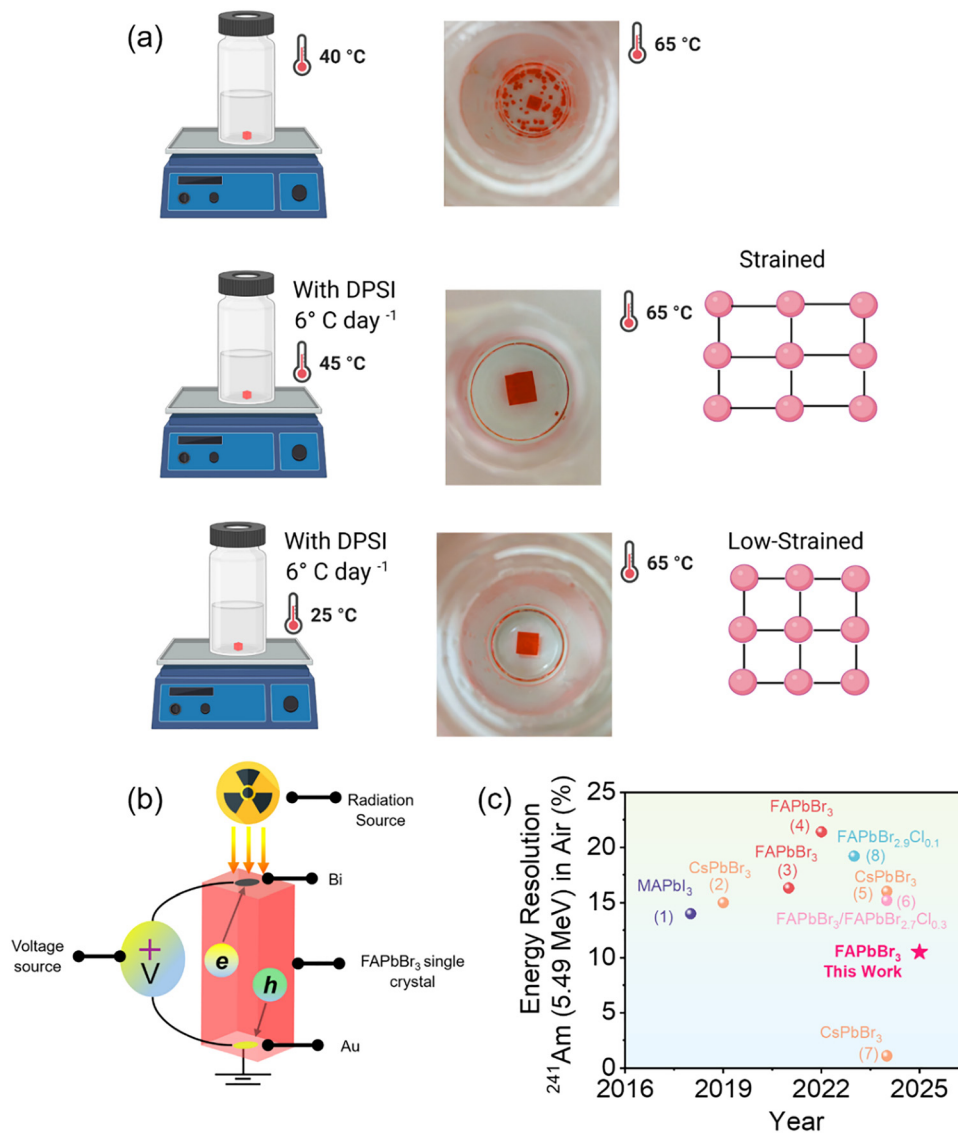 (a)
40 °C
65 °C
With DPSI
6° C day ⁻¹
45 °C
65 °C
Strained
With DPSI
6° C day ⁻¹
25 °C
65 °C
Low-Strained
(b)
Radiation
Source
Bi
Voltage
source
+
V
e
h
FAPbBr₃ single
crystal
Au
(c)
Energy Resolution
²⁴¹Am (5.49 MeV) in Air (%)
25
20
15
10
5
0
2016
2019
2022
2025
Year
MAPbI₃
(1)
CsPbBr₃
(2)
FAPbBr₃
(3)
FAPbBr₃
(4)
FAPbBr₂.₉Cl₀.₁
(8)
CsPbBr₃
(5)
(6)
FAPbBr₃/FAPbBr₂.₇Cl₀.₃
FAPbBr₃
This Work
CsPbBr₃
(7)